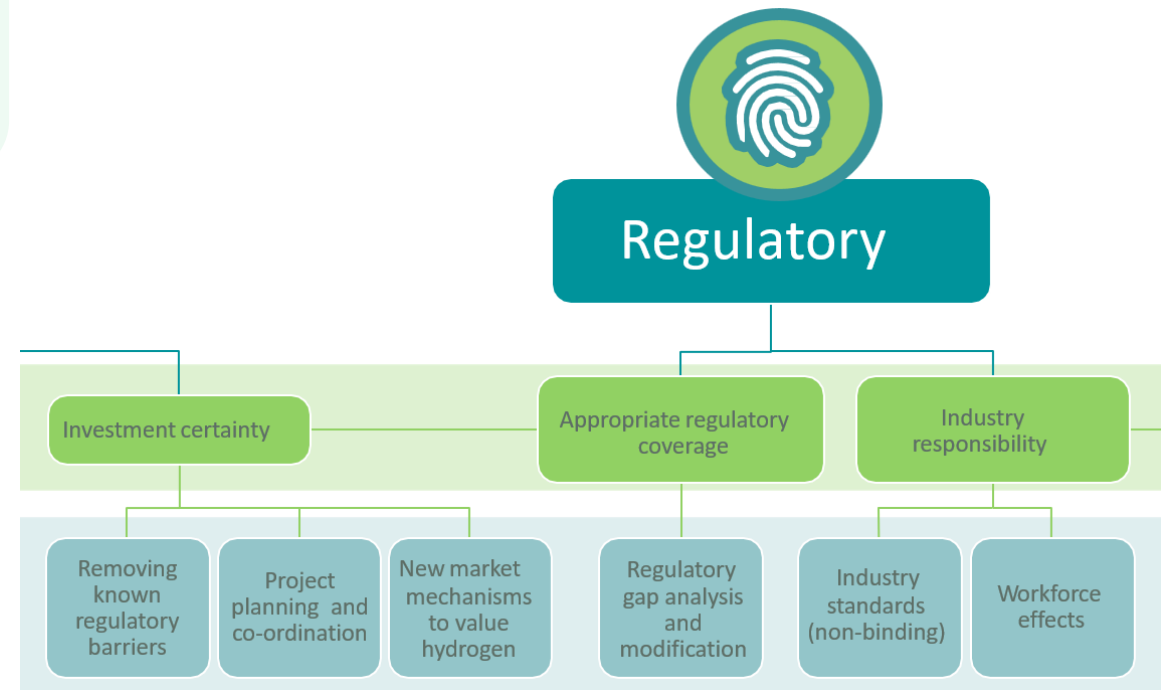 Regulatory
Investment certainty
Appropriate regulatory
coverage
Industry
responsibility
Removing
known
regulatory
barriers
Project
planning and
co-ordination
New market
mechanisms
to value
hydrogen
Regulatory
gap analysis
and
modification
Industry
standards
(non-binding)
Workforce
effects